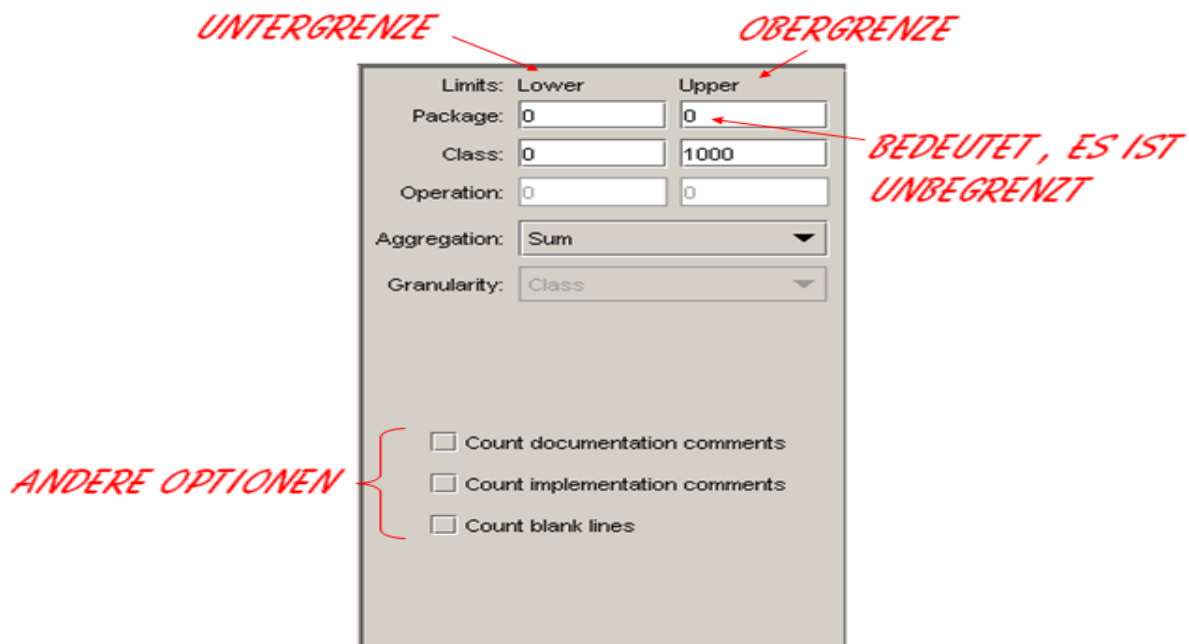 UNTERGRENZE OBERGRENZE
Limits: Lower Upper
Package: 0 0
BEDEUTET , ES IST
Class: 0 1000
UNBEGRENZT
Operation: 0 0
Aggregation: Sum
Granularity: Class
Count documentation comments
ANDERE OPTIONEN
Count implementation comments
Count blank lines